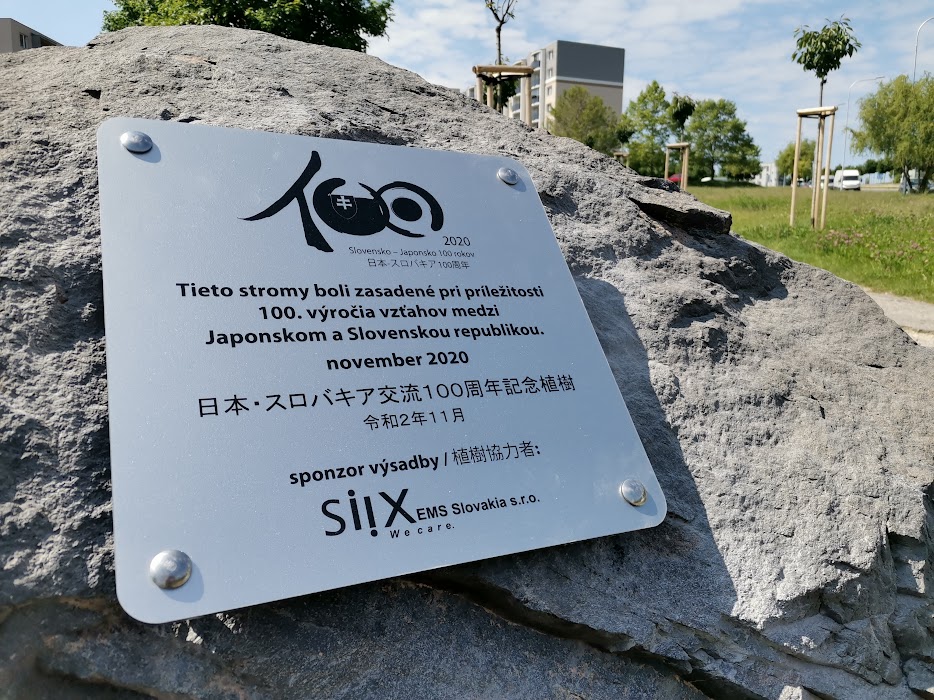 100
2020
Slovensko – Japonsko 100 rokov
日本·スロバキア100周年
Tieto stromy boli zasadené pri príležitosti
100. výročia vzťahov medzi
Japonskom a Slovenskou republikou.
november 2020
日本・スロバキア交流100周年記念植樹
令和2年11月
sponzor výsadby / 植樹協力者:
SiiX EMS Slovakia s.r.o.
We care.